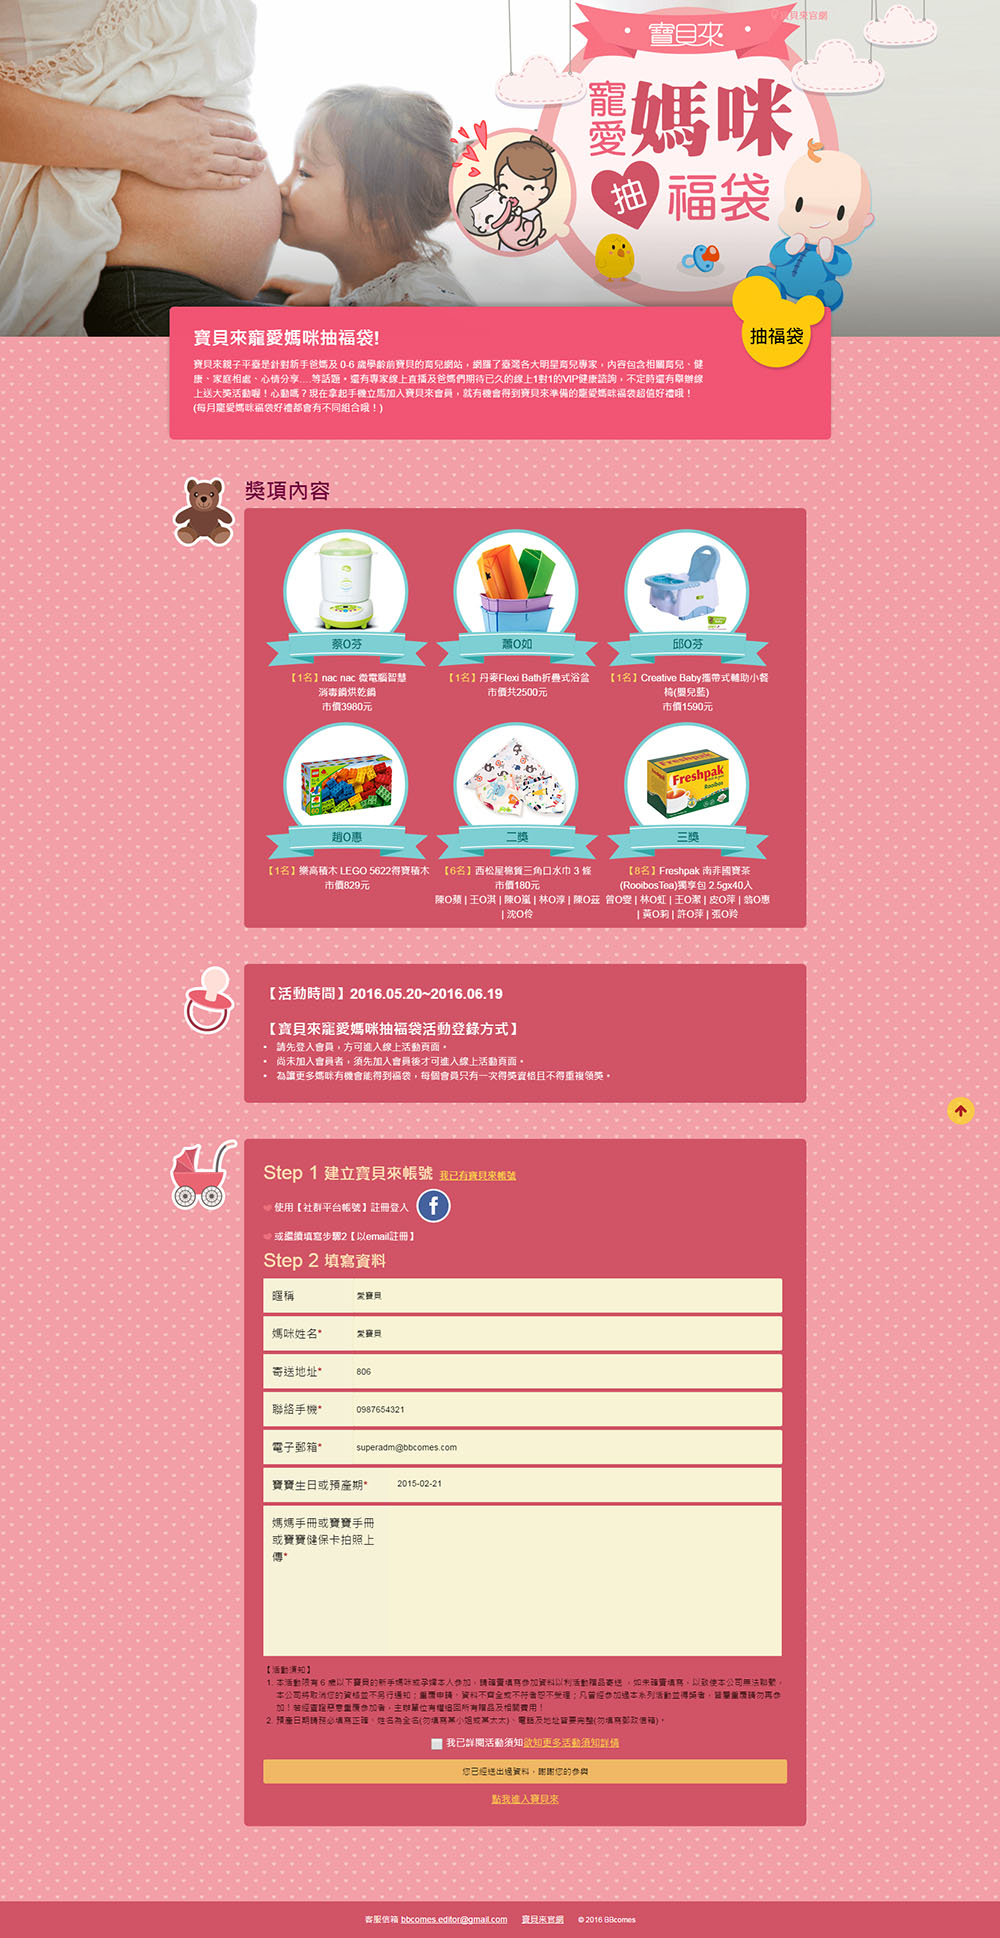 寶貝來官網
寶貝來
寵愛
媽咪
抽
福袋
抽福袋
寶貝來寵愛媽咪抽福袋!
寶貝來親子平臺是針對新手爸媽及 0-6 歲學齡前寶貝的育兒網站，網羅了臺灣各大明星育兒專家，內容包含相關育兒、健
康、家庭相處、心情分享....等話題。還有專家線上直播及爸媽們期待已久的線上1對1的VIP健康諮詢，不定時還有舉辦線
上送大獎活動喔！心動嗎？現在拿起手機立馬加入寶貝來會員，就有機會得到寶貝來準備的寵愛媽咪福袋超值好禮哦！
(每月寵愛媽咪福袋好禮都會有不同組合哦！)
獎項內容
蔡O芬
蕭O如
邱O芬
【1名】nac nac 微電腦智慧
消毒鍋烘乾鍋
市價3980元
【1名】丹麥Flexi Bath折疊式浴盆
市價共2500元
【1名】Creative Baby攜帶式輔助小餐
椅(嬰兒藍)
市價1590元
Freshpak
Rooibos
趙O惠
二獎
三獎
【1名】樂高積木 LEGO 5622得寶積木
市價829元
【6名】西松屋棉質三角口水巾 3 條
市價180元
陳O蘋 | 王O淇 | 陳O嵐 | 林O淳 | 陳O茲
| 沈O伶
【8名】Freshpak 南非國寶茶
(RooibosTea)獨享包 2.5gx40入
曾O雯 | 林O虹 | 王O潔 | 皮O萍 | 翁O惠
| 黃O莉 | 許O萍 | 張O羚
【活動時間】2016.05.20~2016.06.19
【寶貝來寵愛媽咪抽福袋活動登錄方式】
• 請先登入會員，方可進入線上活動頁面。
• 尚未加入會員者，須先加入會員後才可進入線上活動頁面。
• 為讓更多媽咪有機會能得到福袋，每個會員只有一次得獎資格且不得重複領獎。
Step 1 建立寶貝來帳號 我已有寶貝來帳號
使用【社群平台帳號】註冊登入 f
或繼續填寫步驟2【以email註冊】
Step 2 填寫資料
暱稱 愛寶貝
媽咪姓名* 愛寶貝
寄送地址* 806
聯絡手機* 0987654321
電子郵箱* superadm@bbcomes.com
寶寶生日或預產期* 2015-02-21
媽媽手冊或寶寶手冊
或寶寶健保卡拍照上
傳*
【活動須知】
1. 本活動限有 6 歲以下寶貝的新手媽咪或孕婦本人參加，請確實填寫參加資料以利活動贈品寄送，如未確實填寫，以致使本公司無法聯繫，
本公司將取消您的資格並不另行通知；重覆申請、資料不齊全或不符者恕不受理；凡曾經參加過本系列活動並得獎者，皆屬重覆請勿再參
加！若經查證惡意重覆參加者，主辦單位有權追回所有贈品及相關費用！
2. 預產日期請務必填寫正確、姓名為全名(勿填寫某小姐或某太太)、電話及地址皆要完整(勿填寫郵政信箱)。
我已詳閱活動須知欲知更多活動須知詳情
您已經送出過資料，謝謝您的參與
點我進入寶貝來
客服信箱 bbcomes.editor@gmail.com 寶貝來官網 © 2016 BBcomes